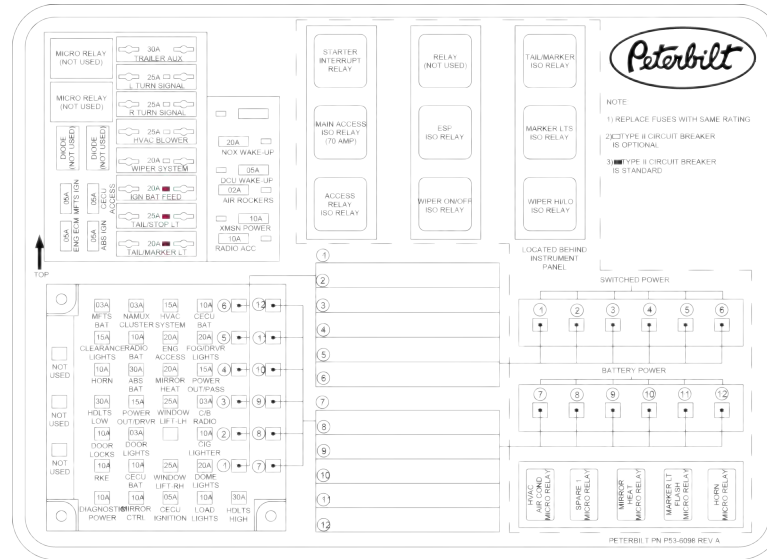 MICRO RELAY
(NOT USED)
MICRO RELAY
(NOT USED)
DIODE
(NOT USED)
DIODE
(NOT USED)
05A
MFTS IGN
05A
CECU
ACCESS
05A
ENG ECM
05A
ABS IGN
30A
TRAILER AUX
25A
L TURN SIGNAL
25A
R TURN SIGNAL
25A
HVAC BLOWER
20A
WIPER SYSTEM
20A
IGN BAT FEED
25A
TAIL/STOP LT
20A
TAIL/MARKER LT
20A
NOX WAKE-UP
05A
DCU WAKE-UP
02A
AIR ROCKERS
10A
XMSN POWER
10A
RADIO ACC
STARTER
INTERRUPT
RELAY
RELAY
(NOT USED)
TAIL/MARKER
ISO RELAY
MAIN ACCESS
ISO RELAY
(70 AMP)
ESP
ISO RELAY
MARKER LTS
ISO RELAY
ACCESS
RELAY
ISO RELAY
WIPER ON/OFF
ISO RELAY
WIPER HI/LO
ISO RELAY
Peterbilt
NOTE
1) REPLACE FUSES WITH SAME RATING
2) TYPE II CIRCUIT BREAKER
IS OPTIONAL
3) TYPE II CIRCUIT BREAKER
IS STANDARD
LOCATED BEHIND
INSTRUMENT
PANEL
TOP
03A 03A 15A 10A 6 12
MFTS
BAT
NAMUX
CLUSTER
HVAC
SYSTEM
CECU
BAT
15A 10A 20A 20A 5 11
CLEARANCE
LIGHTS
RADIO
BAT
ENG
ACCESS
FOG/DRVR
LIGHTS
10A 30A 20A 15A 4 10
HORN
ABS
BAT
MIRROR
HEAT
POWER
OUT/PASS
30A 15A 25A 03A 3 9
HDLTS
LOW
POWER
OUT/DRVR
WINDOW
LIFT-LH
C/B
RADIO
10A 03A 10A 2 8
DOOR
LOCKS
DOOR
LIGHTS
CIG
LIGHTER
10A 10A 25A 20A 1 7
RKE
CECU
BAT
WINDOW
LIFT-RH
DOME
LIGHTS
10A 10A 05A 10A 30A
DIAGNOSTIC
POWER
MIRROR
CTRL
CECU
IGNITION
LOAD
LIGHTS
HDLTS
HIGH
NOT
USED
NOT
USED
NOT
USED
1
2
3
4
5
6
7
8
9
10
11
12
SWITCHED POWER
1 2 3 4 5 6
BATTERY POWER
7 8 9 10 11 12
HVAC
AIR COND
MICRO RELAY
SPARE 1
MICRO RELAY
MIRROR
HEAT
MICRO RELAY
MARKER LT
FLASH
MICRO RELAY
HORN
MICRO RELAY
PETERBILT PN P53-6098 REV A